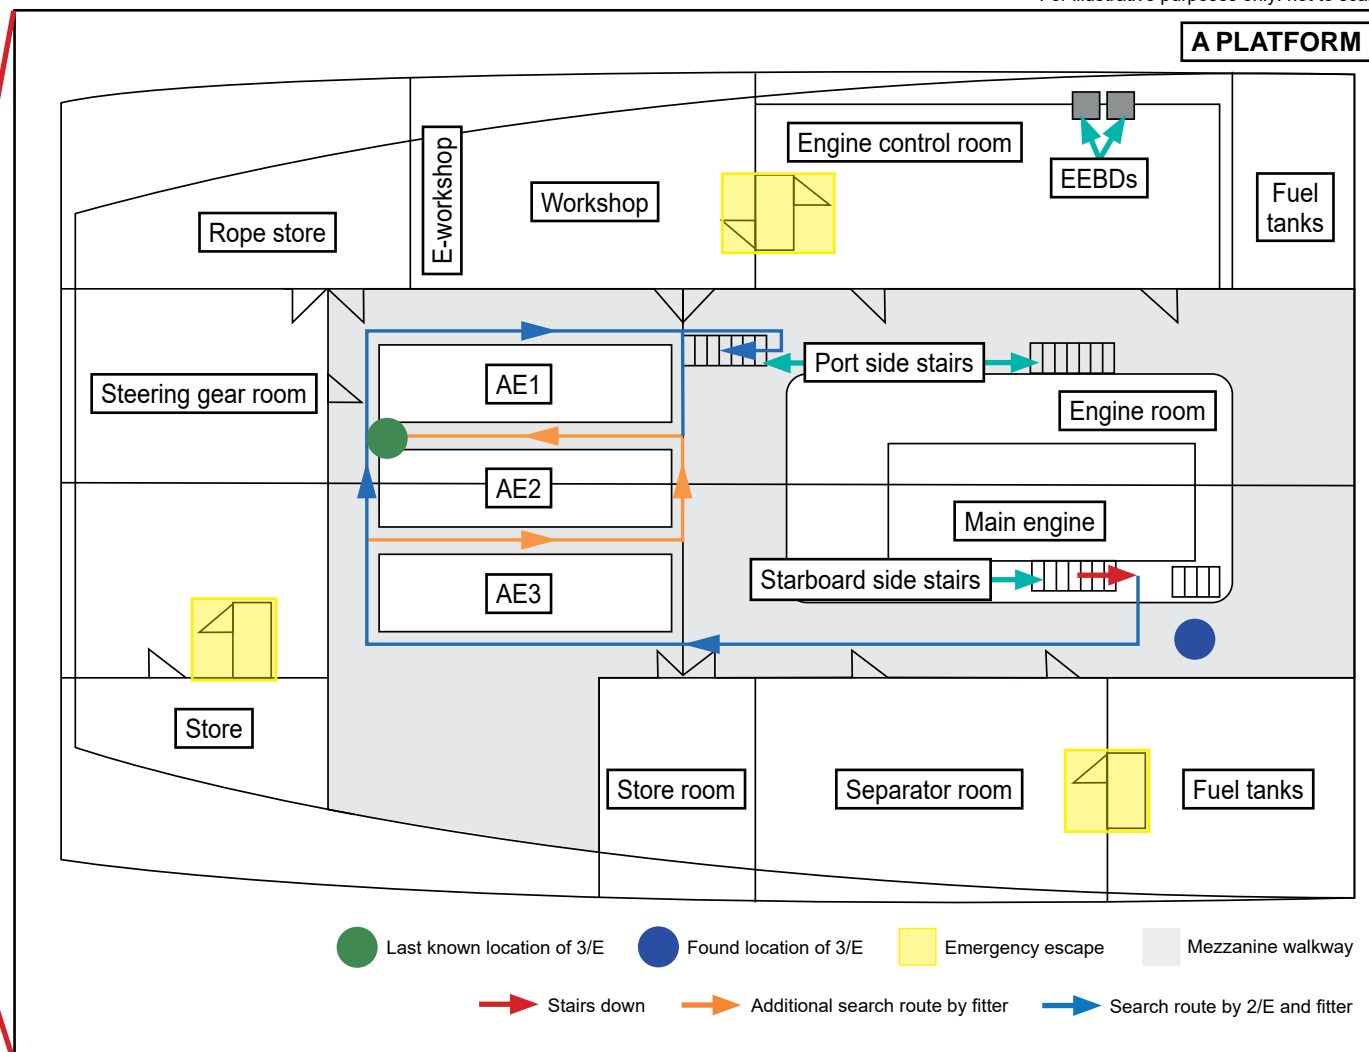 A PLATFORM
Engine control room
EEBDs
E-workshop
Workshop
Fuel
tanks
Rope store
Port side stairs
Steering gear room
AE1
Engine room
AE2
Main engine
Starboard side stairs
AE3
Store
Store room
Separator room
Fuel tanks
Last known location of 3/E
Found location of 3/E
Emergency escape
Mezzanine walkway
Stairs down
Additional search route by fitter
Search route by 2/E and fitter